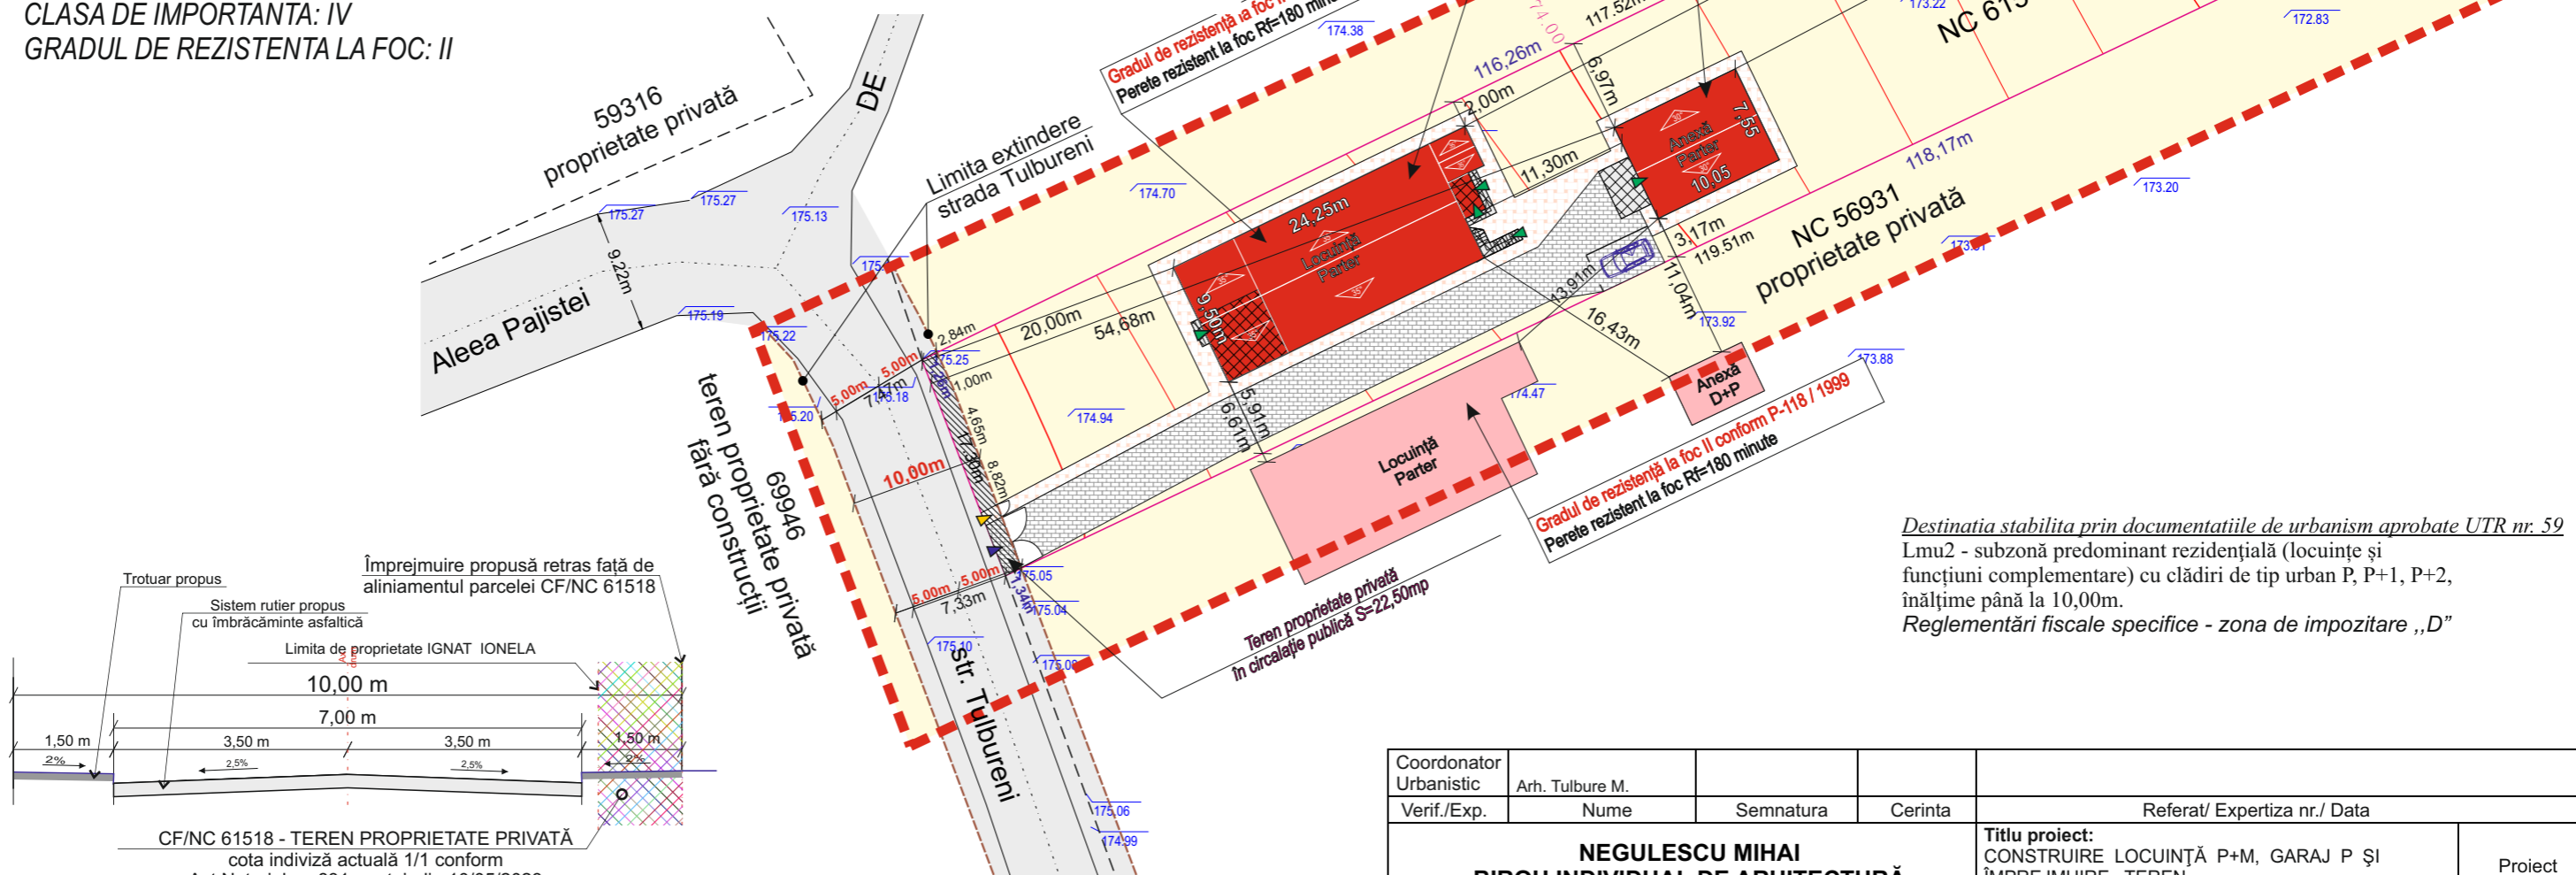 CLASA DE IMPORTANTA: IV
GRADUL DE REZISTENTA LA FOC: II
59316
proprietate privată
DE
Limita extindere
strada Tulbureni
Perete rezistent la foc Rf=180
174.38
117.52m
173.22
172.83
116,26m
6,97m
2,00m
174.70
11,30m
Anexă
Parter
7,55
10,05
118,17m
173.20
NC 56931
proprietate privată
24,25m
Locuință
Parter
9,50m
3,17m
119.51m
13,91m
11,04m
16,43m
173.92
173.88
175.27
175.27
175.13
9.22m
Aleea Pajistei
175.19
175.22
20,00m
54,68m
2,84m
175.25
5,00m
5,00m
1,00m
175.20
174.94
5,91m
6,61m
4,65m
8,82m
10,00m
69946
teren proprietate privată
fără construcții
Locuință
Parter
174.47
Anexă
D+P
Gradul de rezistență la foc II conform P-118 / 1999
Perete rezistent la foc Rf=180 minute
5,00m
5,00m
7,33m
1,34m
175.05
175.04
175.10
str. Tulbureni
175.06
174.99
Teren proprietate privată
în circalație publică S=22,50mp
Destinatia stabilita prin documentatiile de urbanism aprobate UTR nr. 59
Lmu2 - subzonă predominant rezidențială (locuințe și
funcțiuni complementare) cu clădiri de tip urban P, P+1, P+2,
înălțime până la 10,00m.
Reglementări fiscale specifice - zona de impozitare ,,D”
Trotuar propus
Împrejmuire propusă retras față de
aliniamentul parcelei CF/NC 61518
Sistem rutier propus
cu îmbrăcăminte asfaltică
Limita de proprietate IGNAT IONELA
10,00 m
7,00 m
1,50 m
3,50 m
3,50 m
1,50 m
2%
2,5%
2,5%
2%
CF/NC 61518 - TEREN PROPRIETATE PRIVATĂ
cota indiviză actuală 1/1 conform
Coordonator
Urbanistic
Arh. Tulbure M.
Verif./Exp.
Nume
Semnatura
Cerinta
Referat/ Expertiza nr./ Data
NEGULESCU MIHAI
BIROU INDIVIDUAL DE ARHITECTURĂ
Titlu proiect:
CONSTRUIRE LOCUINŢĂ P+M, GARAJ P ŞI
ÎMPREJMUIRE TEREN
Proiect